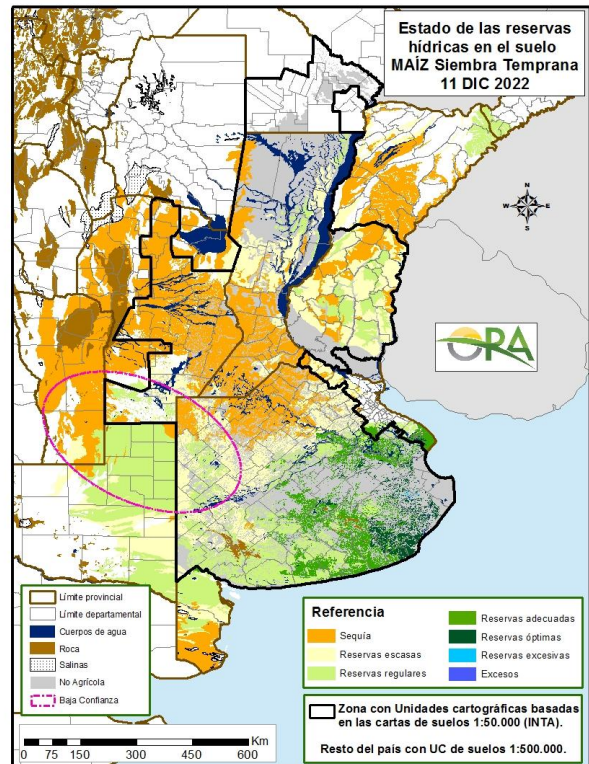 Estado de las reservas
hídricas en el suelo
MAÍZ Siembra Temprana
11 DIC 2022
N
W
E
S
ORA
Límite provincial
Límite departamental
Cuerpos de agua
Roca
Salinas
No Agrícola
Baja Confianza
Referencia
Sequía
Reservas escasas
Reservas regulares
Reservas adecuadas
Reservas óptimas
Reservas excesivas
Excesos
Zona con Unidades cartográficas basadas
en las cartas de suelos 1:50.000 (INTA).
Resto del país con UC de suelos 1:500.000.
Km
0 75 150 300 450 600